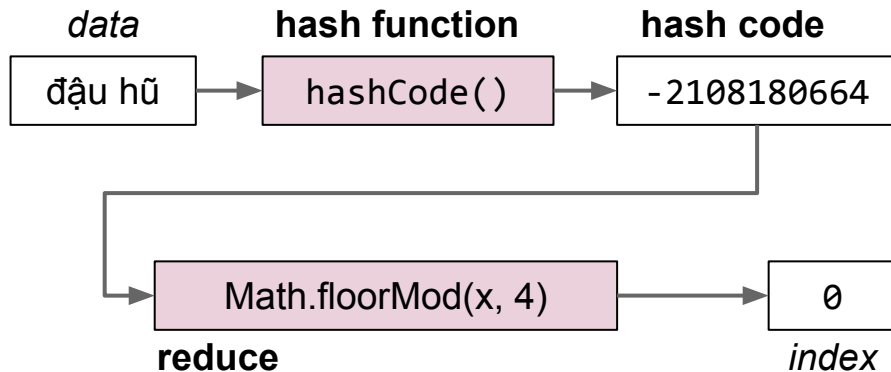 data
hash function
hash code
đậu hũ
hashCode()
-2108180664
Math.floorMod(x, 4)
0
reduce
index